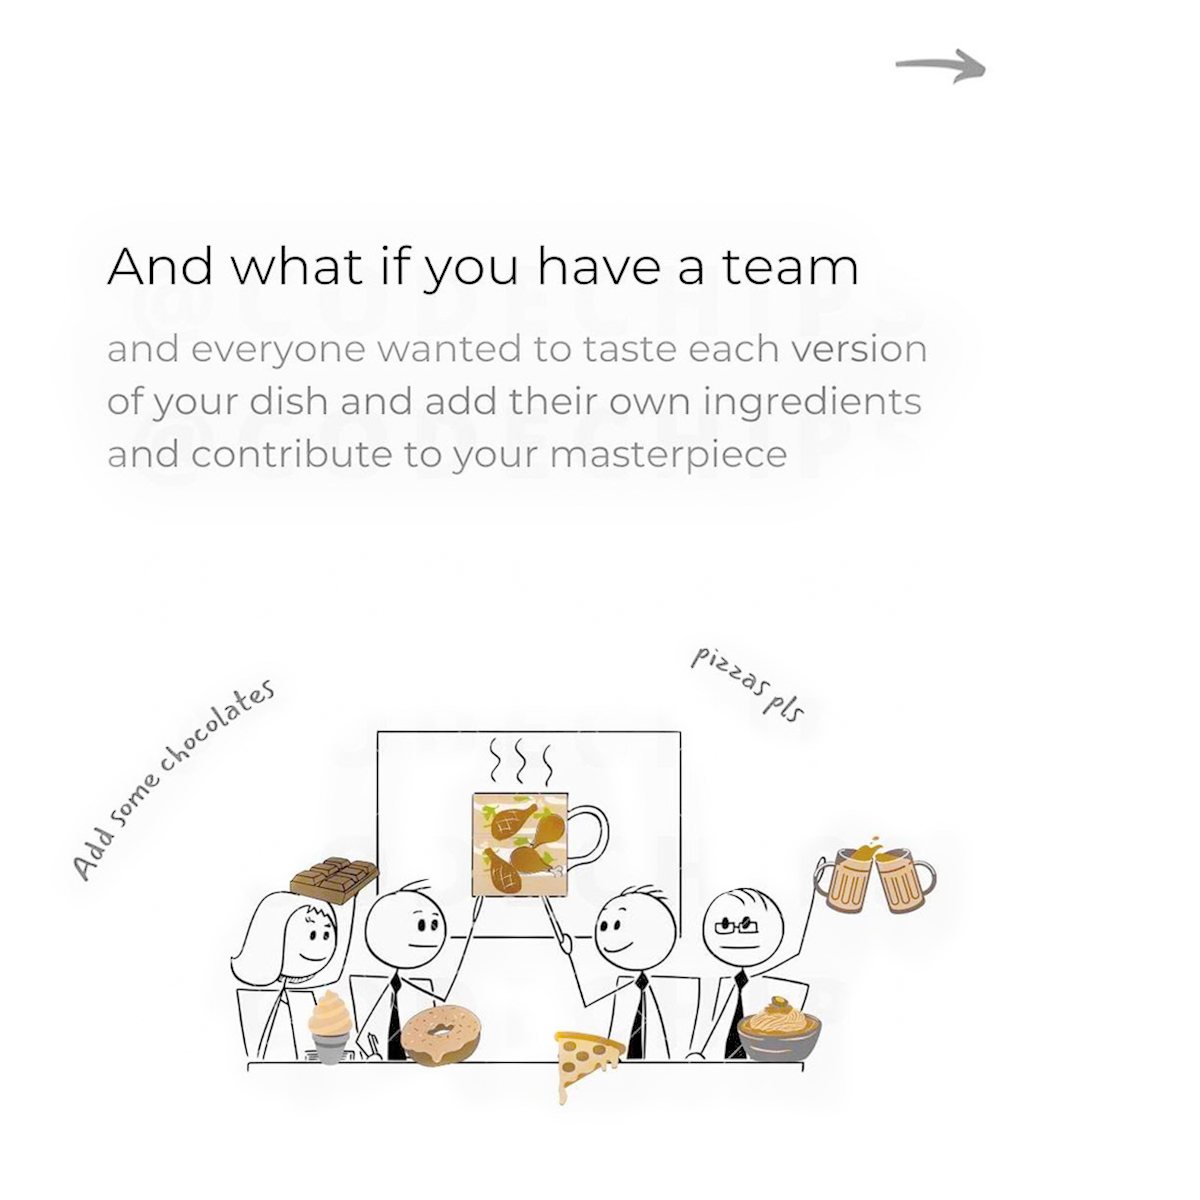 And what if you have a team
and everyone wanted to taste each version
of your dish and add their own ingredients
and contribute to your masterpiece
Add some chocolates
pizzas pls